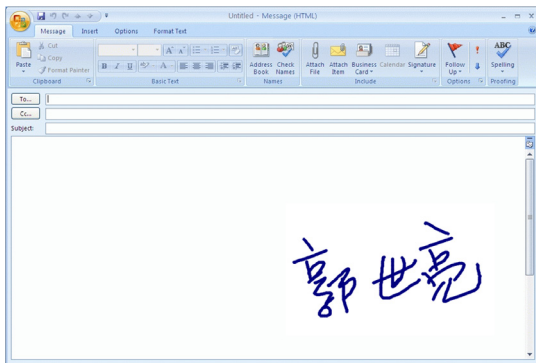 Untitled - Message (HTML)
Message Insert Options Format Text
Paste
Cut
Copy
Format Painter
Clipboard
B I U
Basic Text
Address Book
Check Names
Names
Attach File
Attach Item
Business Card
Calendar
Signature
Include
Follow Up
Options
ABC
Spelling
Proofing
To...
Cc...
Subject:
郭世亮